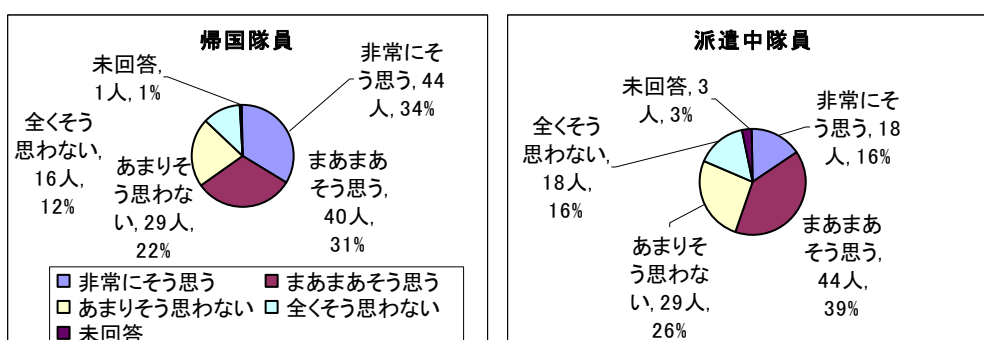 帰国隊員
未回答,
1人, 1%
非常にそ
う思う, 44
人, 34%
全くそう
思わない,
16人,
12%
あまりそ
う思わな
い, 29人,
22%
まあまあ
そう思う,
40人,
31%
非常にそう思う
まあまあそう思う
あまりそう思わない
全くそう思わない
未回答
派遣中隊員
未回答, 3
人, 3%
非常にそ
う思う, 18
人, 16%
全くそう
思わない,
18人,
16%
あまりそ
う思わな
い, 29人,
26%
まあまあ
そう思う,
44人,
39%